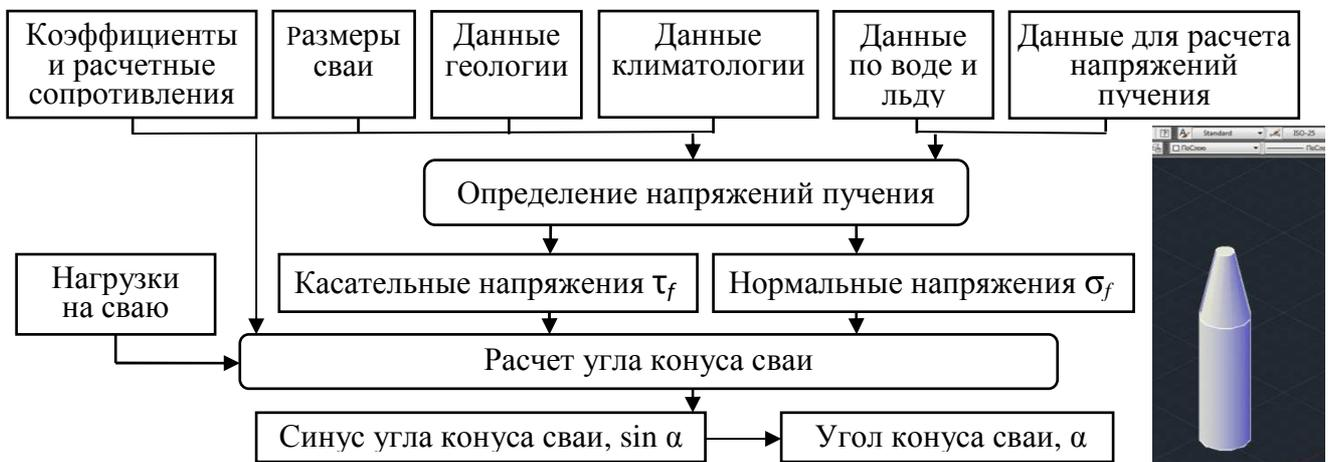 Коэффициенты
и расчетные
сопротивления
Размеры
сваи
Данные
геологии
Данные
климатологии
Данные
по воде и
льду
Данные для расчета
напряжений
пучения
Standard
ISO-25
ПоСлою
Определение напряжений пучения
Нагрузки
на сваю
Касательные напряжения τf
Нормальные напряжения σf
Расчет угла конуса сваи
Синус угла конуса сваи, sin α
Угол конуса сваи, α